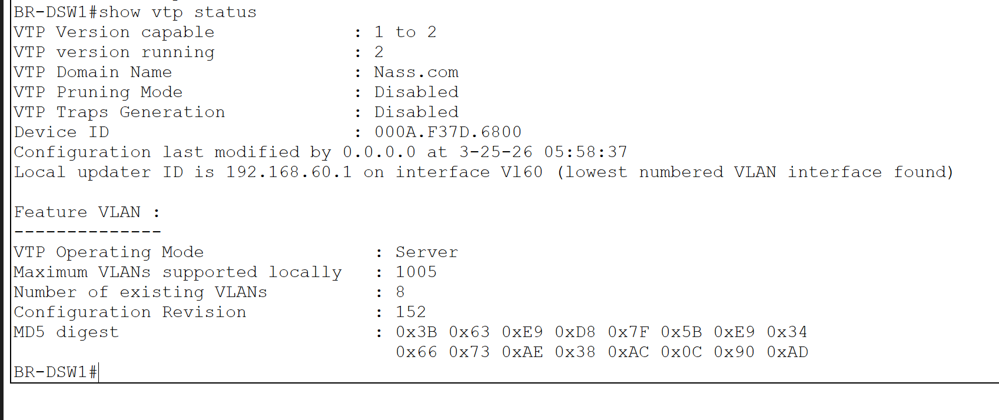 BR-DSW1#show vtp status
VTP Version capable : 1 to 2
VTP version running : 2
VTP Domain Name : Nass.com
VTP Pruning Mode : Disabled
VTP Traps Generation : Disabled
Device ID : 000A.F37D.6800
Configuration last modified by 0.0.0.0 at 3-25-26 05:58:37
Local updater ID is 192.168.60.1 on interface Vl60 (lowest numbered VLAN interface found)
Feature VLAN :
--------------
VTP Operating Mode : Server
Maximum VLANs supported locally : 1005
Number of existing VLANs : 8
Configuration Revision : 152
MD5 digest : 0x3B 0x63 0xE9 0xD8 0x7F 0x5B 0xE9 0x34
0x66 0x73 0xAE 0x38 0xAC 0x0C 0x90 0xAD
BR-DSW1#